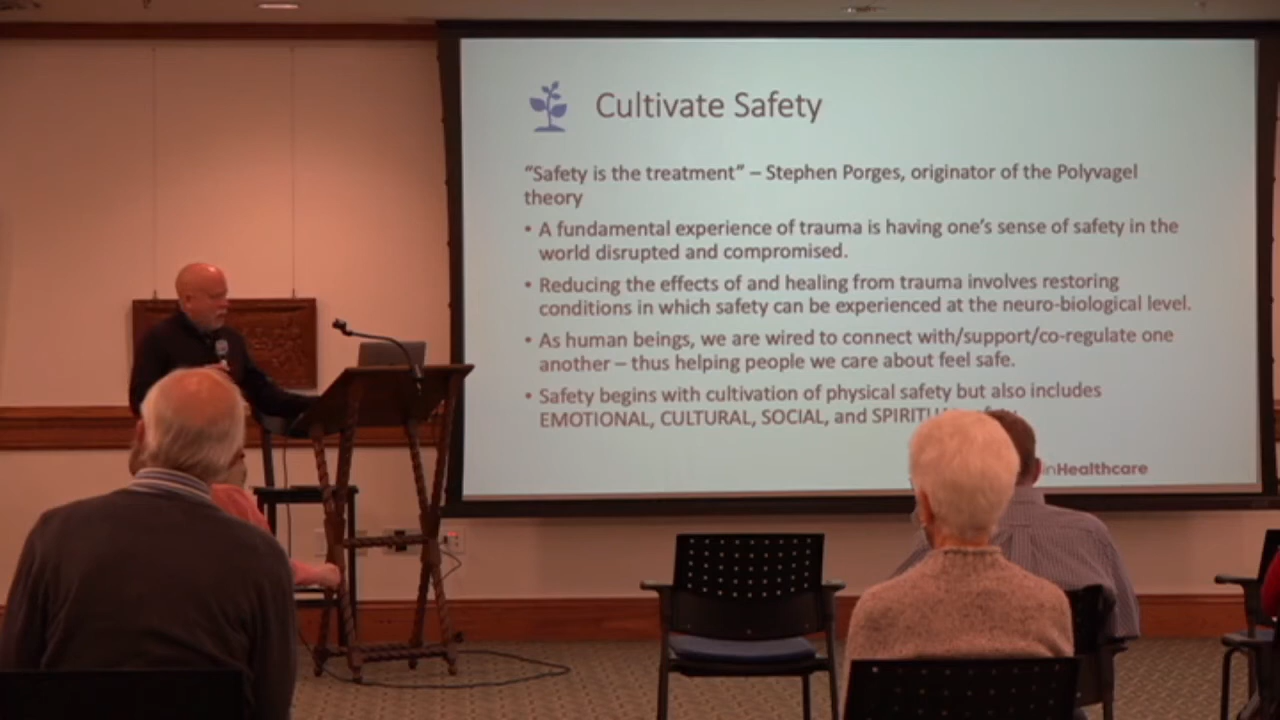 Cultivate Safety
“Safety is the treatment” – Stephen Porges, originator of the Polyvagel
theory
• A fundamental experience of trauma is having one’s sense of safety in the
world disrupted and compromised.
• Reducing the effects of and healing from trauma involves restoring
conditions in which safety can be experienced at the neuro-biological level.
• As human beings, we are wired to connect with/support/co-regulate one
another – thus helping people we care about feel safe.
• Safety begins with cultivation of physical safety but also includes
EMOTIONAL, CULTURAL, SOCIAL, and
inHealthcare